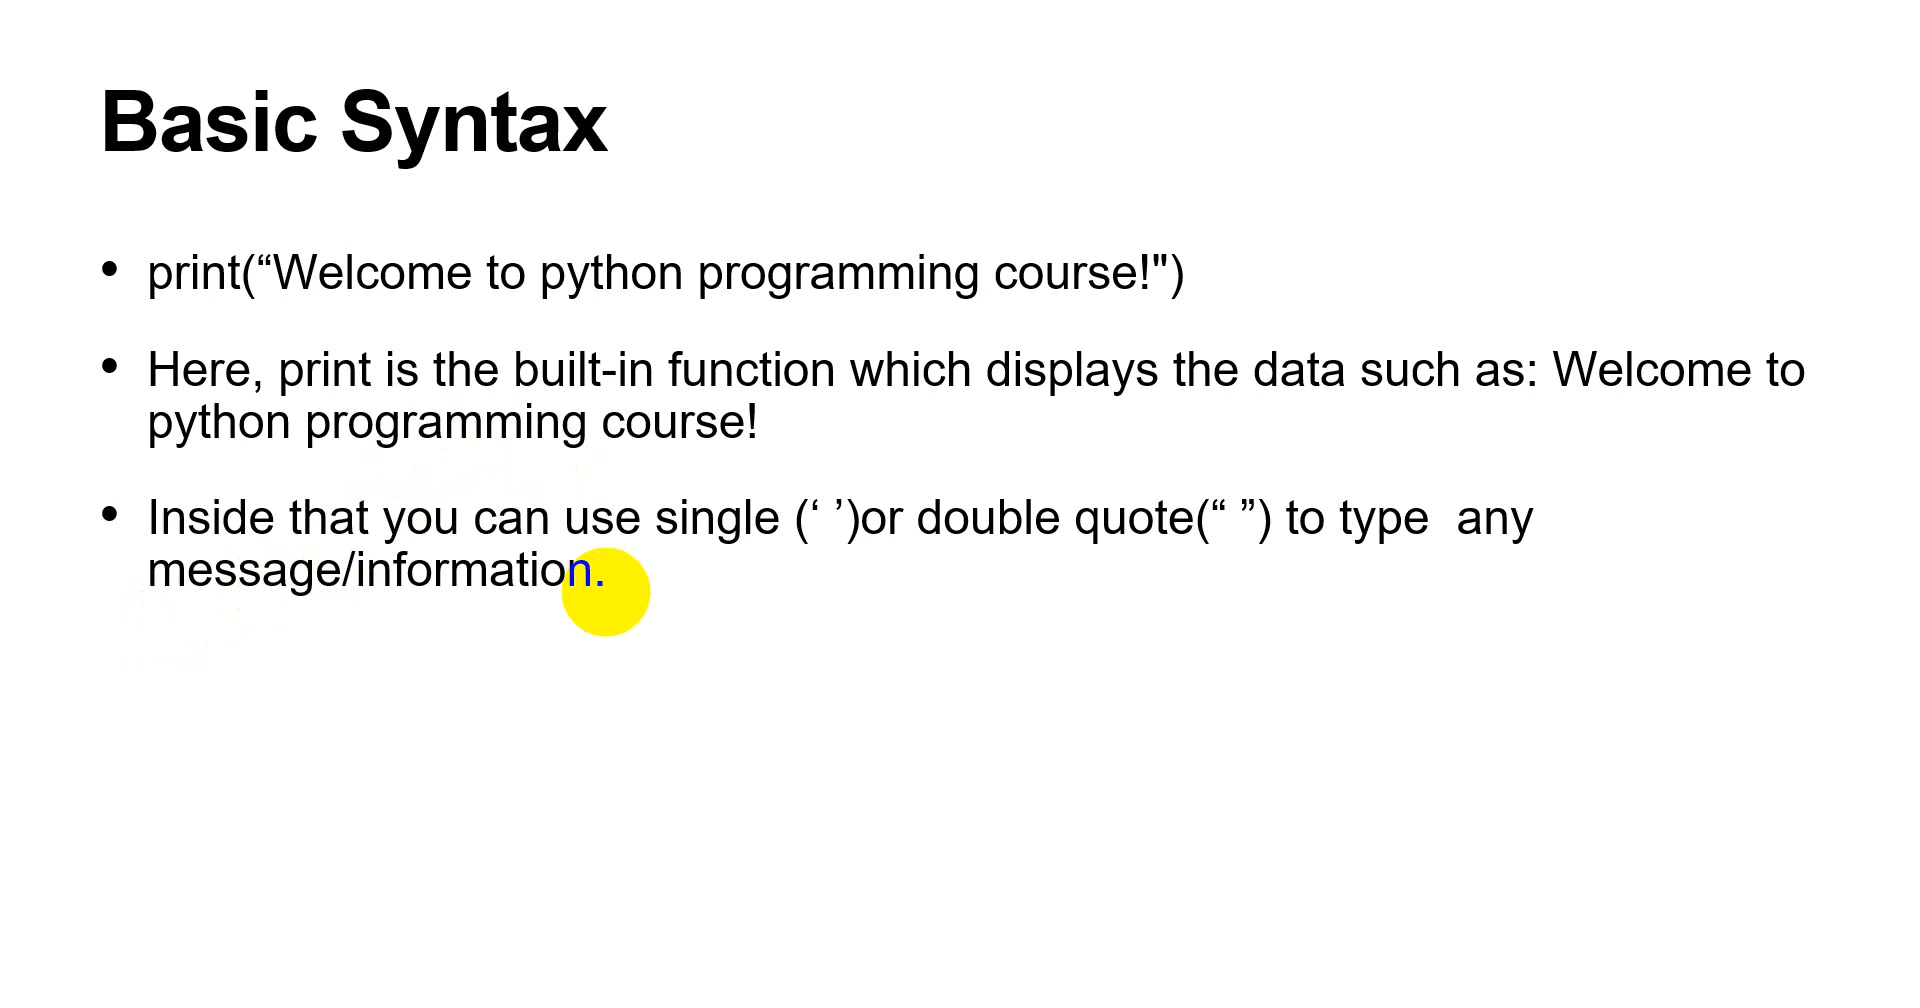 Basic Syntax
• print(“Welcome to python programming course!")
• Here, print is the built-in function which displays the data such as: Welcome to
python programming course!
• Inside that you can use single (‘ ’)or double quote(“ ”) to type  any
message/information.